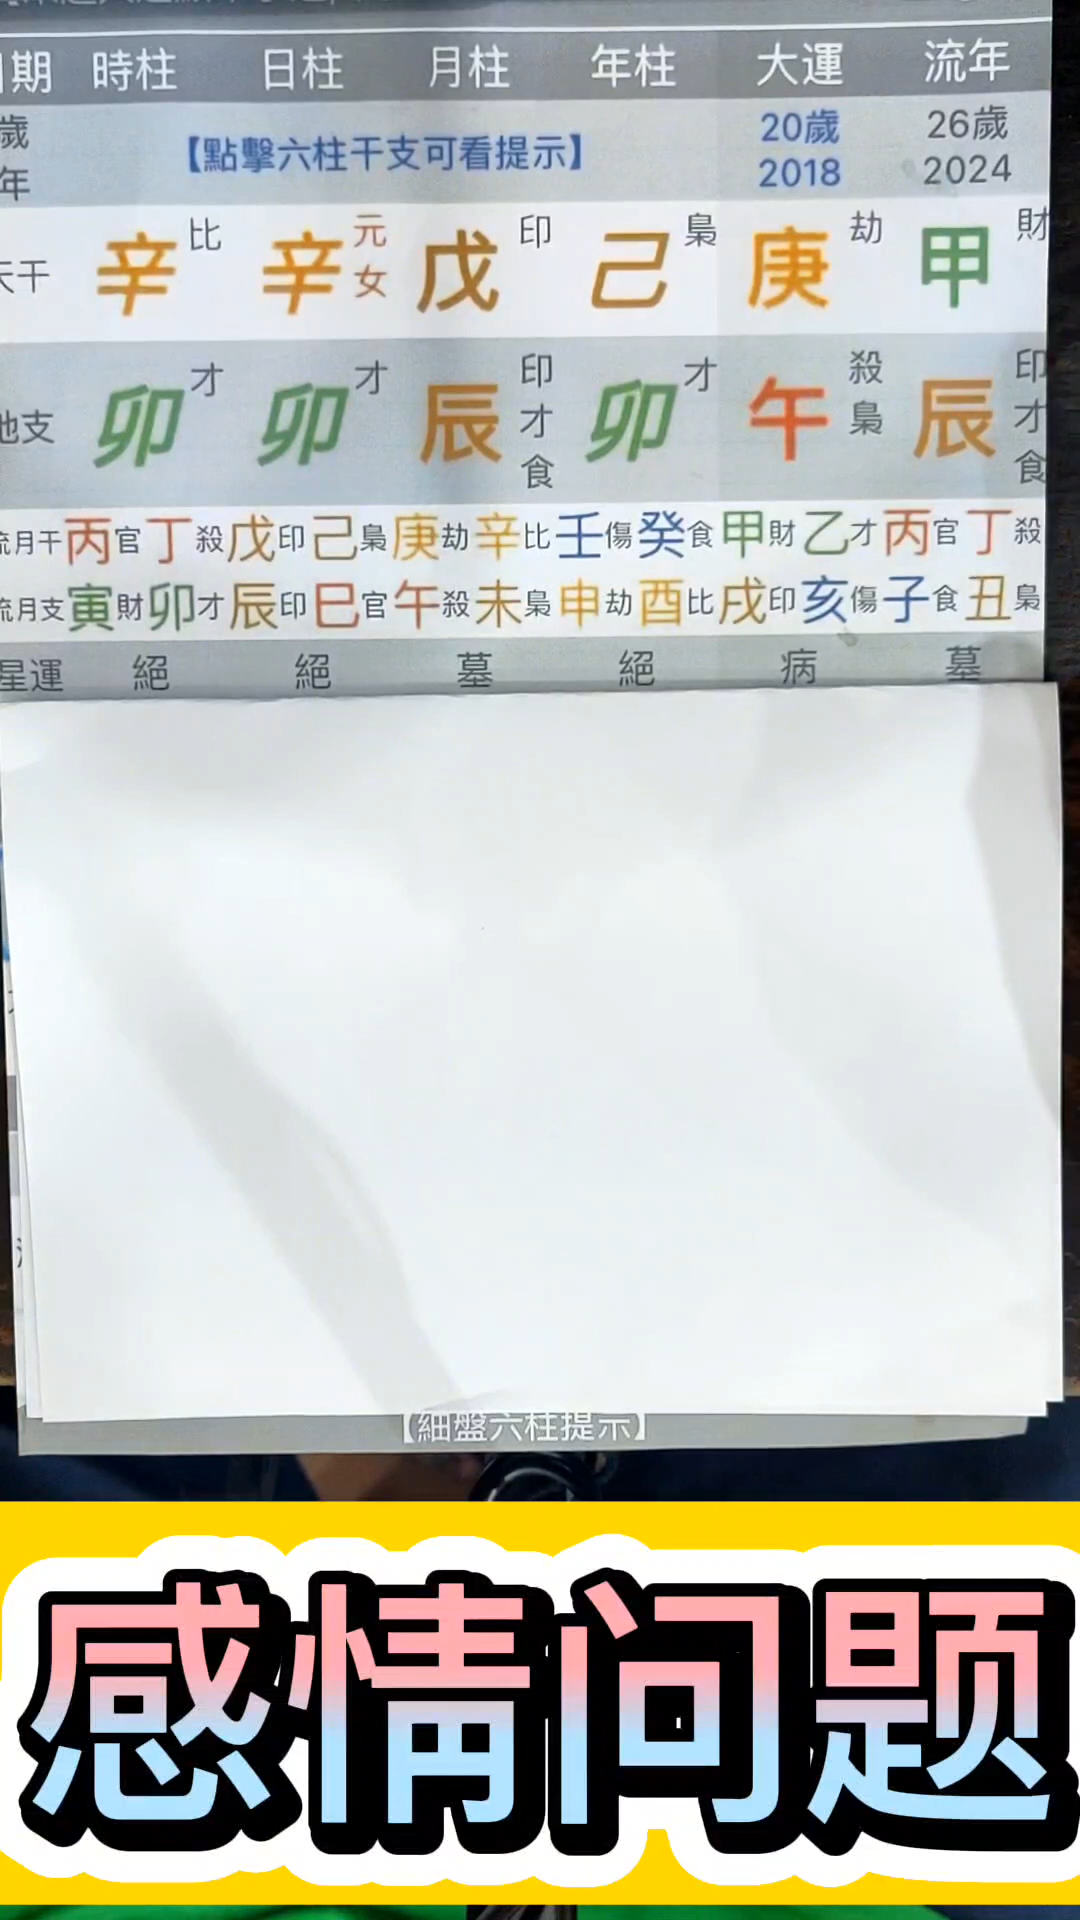 期 時柱 日柱 月柱 年柱 大運 流年
歲 【點擊六柱干支可看提示】 20歲 26歲
年 2018 2024
天干 辛 比 辛 元女 戊 印 己 梟 庚 劫 甲 財
地支 卯 才 卯 才 辰 印才食 卯 才 午 殺梟 辰 印才食
流月干 丙官 丁殺 戊印 己梟 庚劫 辛比 壬傷 癸食 甲財 乙才 丙官 丁殺
流月支 寅財 卯才 辰印 巳官 午殺 未梟 申劫 酉比 戌印 亥傷 子食 丑梟
星運 絕 絕 墓 絕 病 墓
【細盤六柱提示】
感情问题